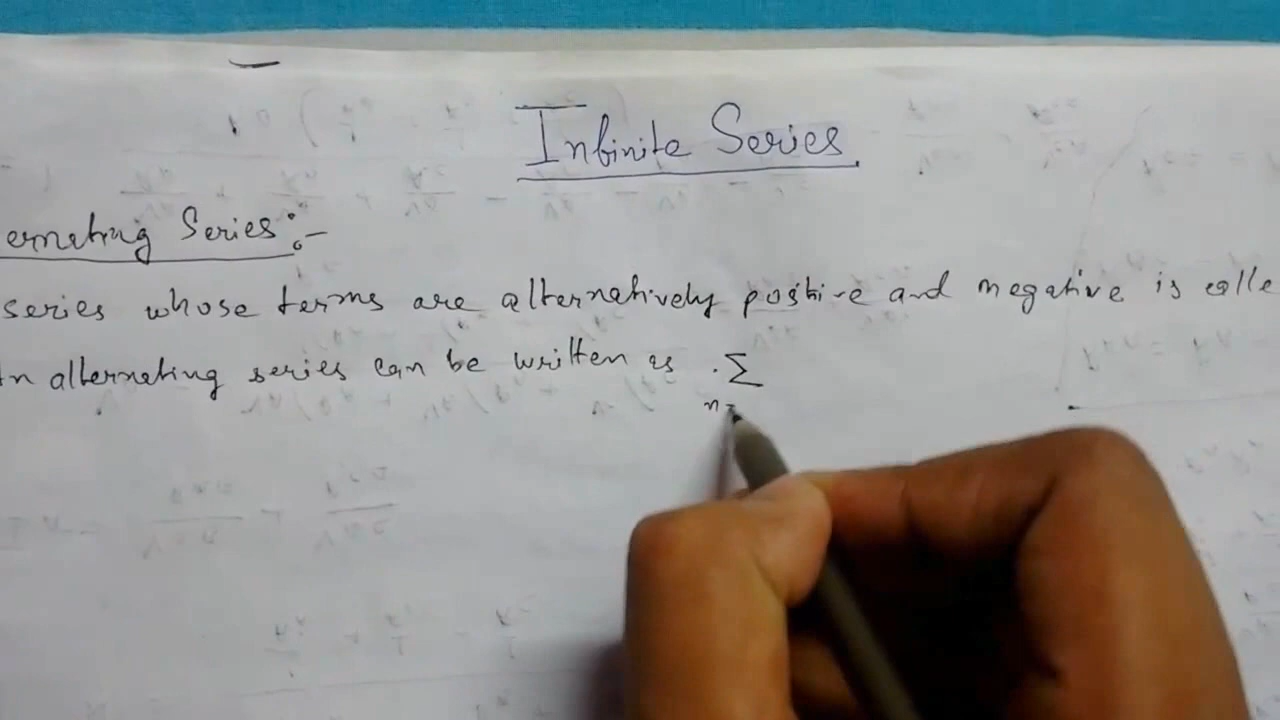 Infinite Series
ernating Series:-
series whose terms are alternatively positive and negative is calle
An alternating series can be written as Σ
n=